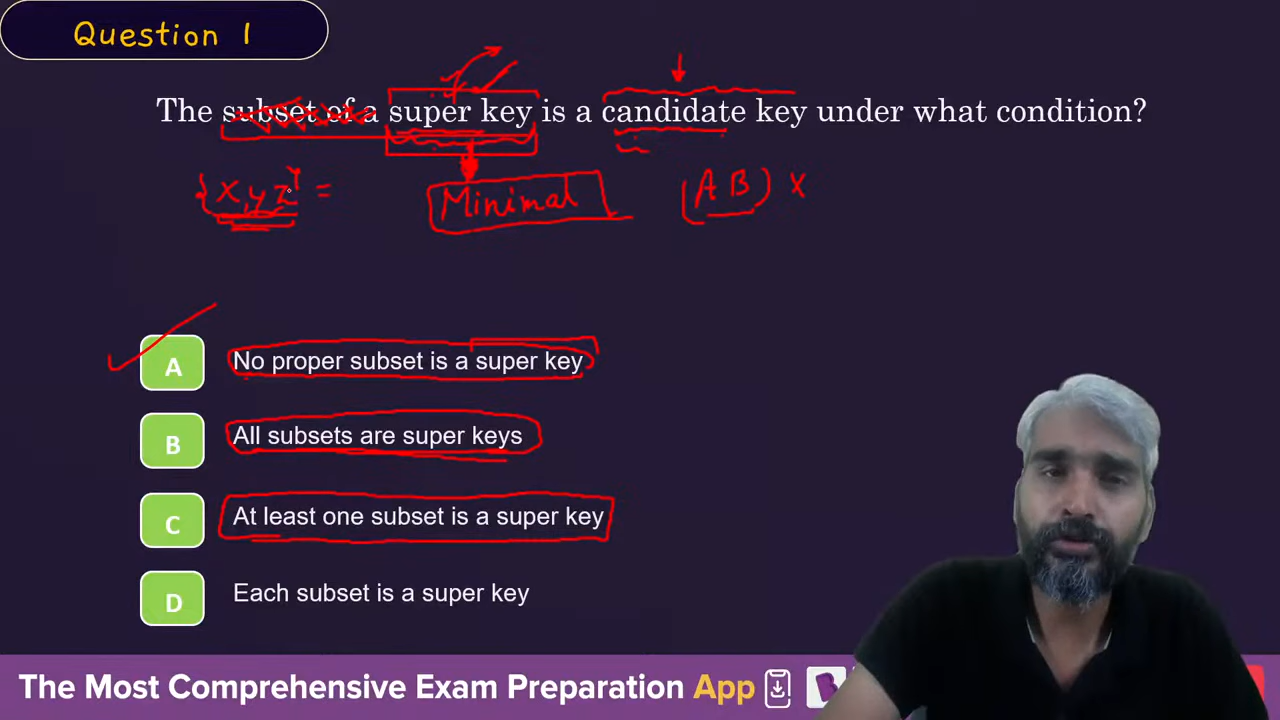 Question 1
The subset of a super key is a candidate key under what condition?
{x,y z} = Minimal (AB) x
A No proper subset is a super key
B All subsets are super keys
C At least one subset is a super key
D Each subset is a super key
The Most Comprehensive Exam Preparation App